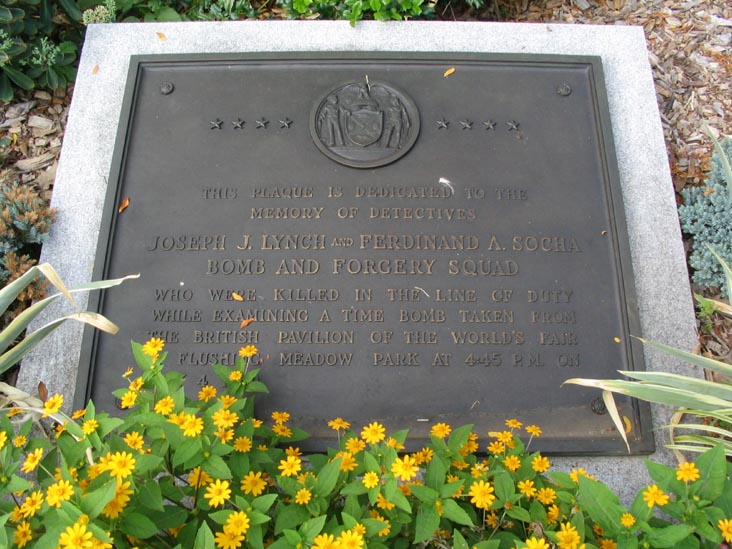 THIS PLAQUE IS DEDICATED TO THE
MEMORY OF DETECTIVES
JOSEPH J. LYNCH AND FERDINAND A. SOCHA
BOMB AND FORGERY SQUAD
WHO WERE KILLED IN THE LINE OF DUTY
WHILE EXAMINING A TIME BOMB TAKEN FROM
THE BRITISH PAVILION OF THE WORLD'S FAIR
FLUSHING MEADOW PARK AT 4:45 P.M. ON